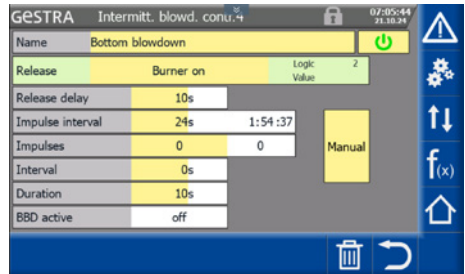 GESTRA Intermitt. blowd. cont.4 07:05:44
21.10.24
Name Bottom blowdown
Release Burner on Logic 2
Value
Release delay 10s
Impulse interval 24s 1:54:37
Impulses 0 0 Manual
Interval 0s
Duration 10s
BBD active off
f(x)